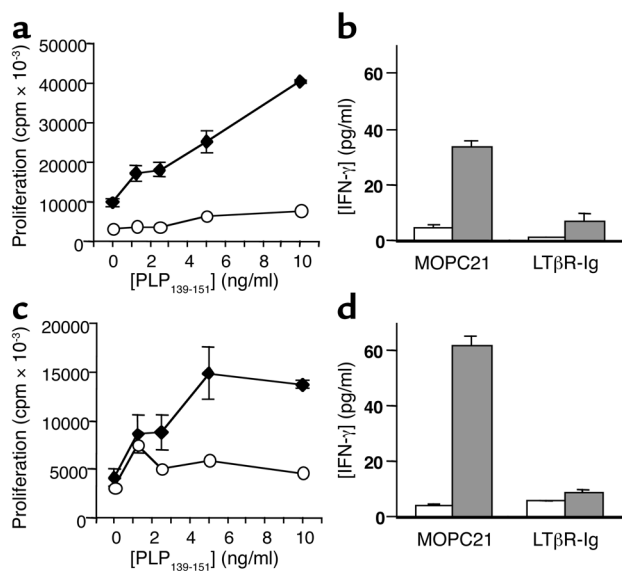 a
Proliferation (cpm × 10⁻³)
50000
40000
30000
20000
10000
0
0 2 4 6 8 10
[PLP₁₃₉₋₁₅₁] (ng/ml)
b
[IFN-γ] (pg/ml)
60
40
20
0
MOPC21 LTβR-Ig
c
Proliferation (cpm × 10⁻³)
20000
15000
10000
5000
0
0 2 4 6 8 10
[PLP₁₃₉₋₁₅₁] (ng/ml)
d
[IFN-γ] (pg/ml)
60
40
20
0
MOPC21 LTβR-Ig